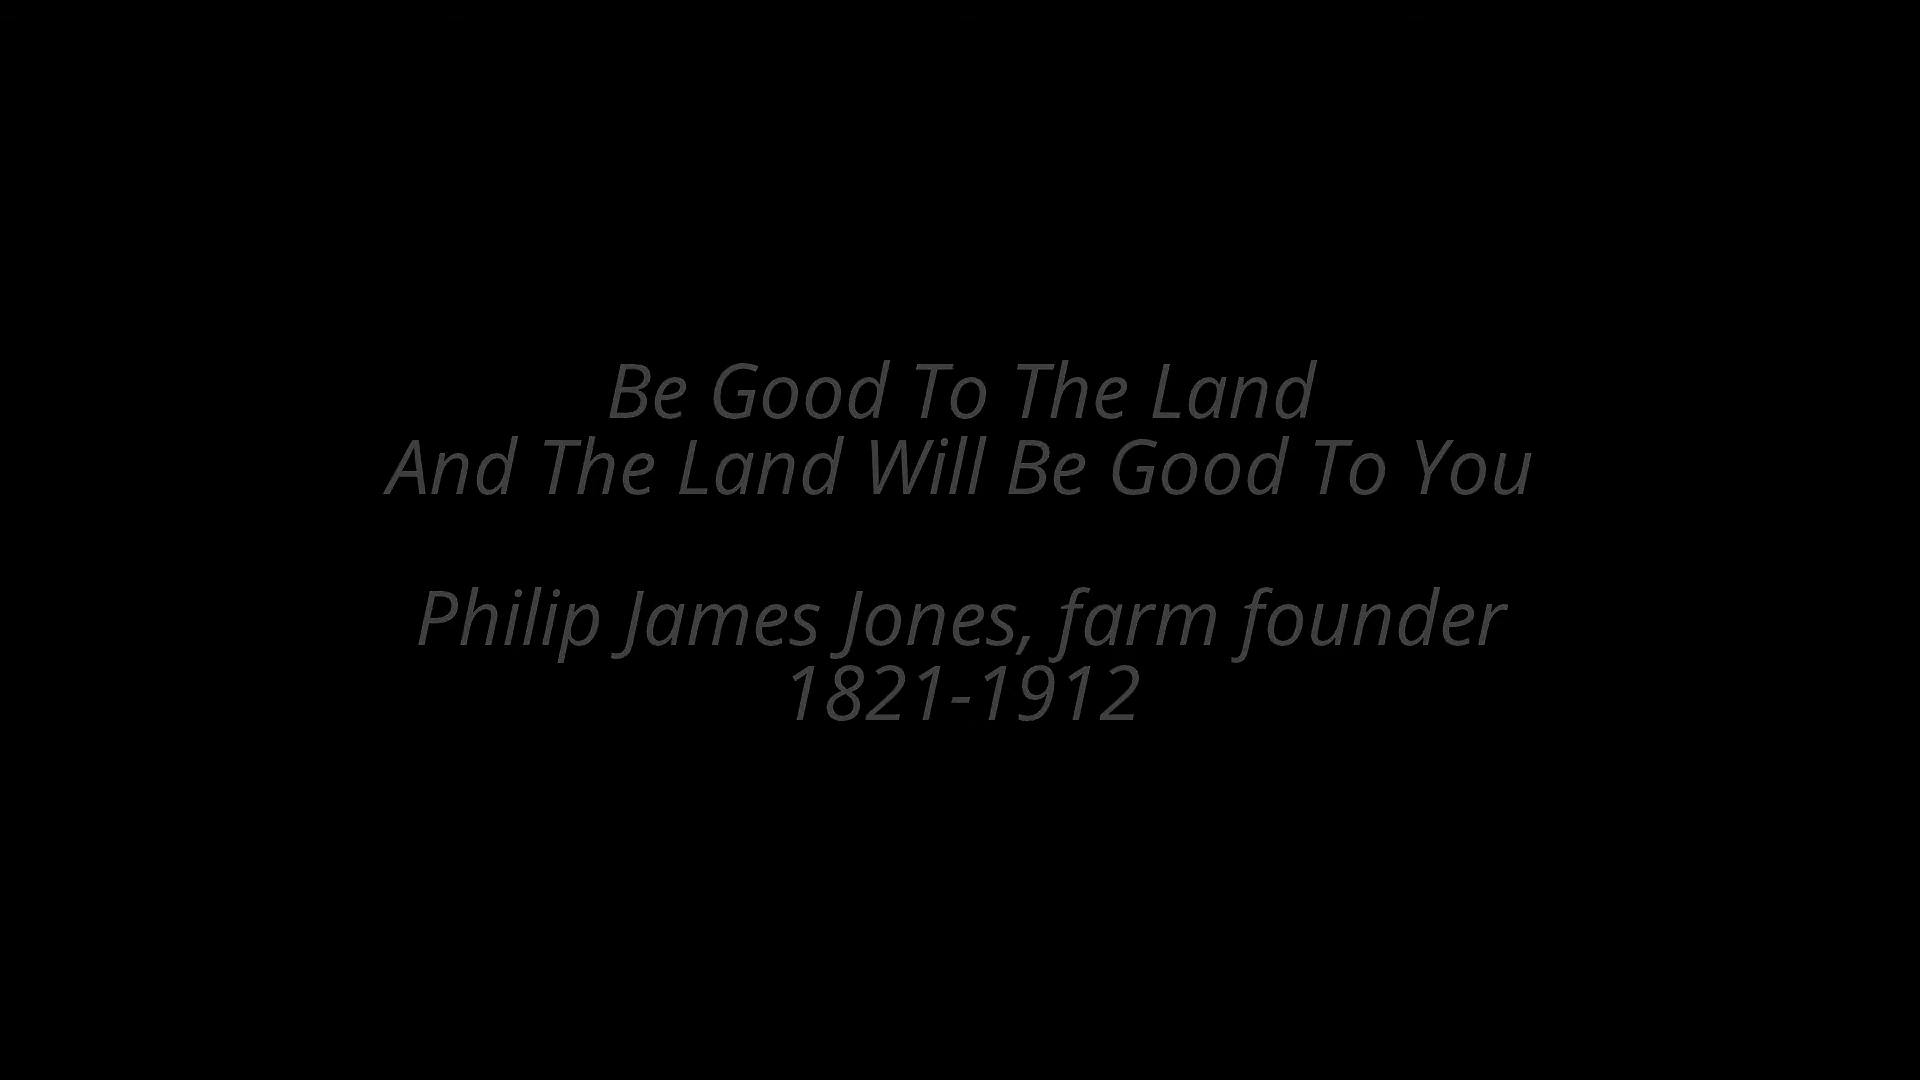 Be Good To The Land
And The Land Will Be Good To You
Philip James Jones, farm founder
1821-1912